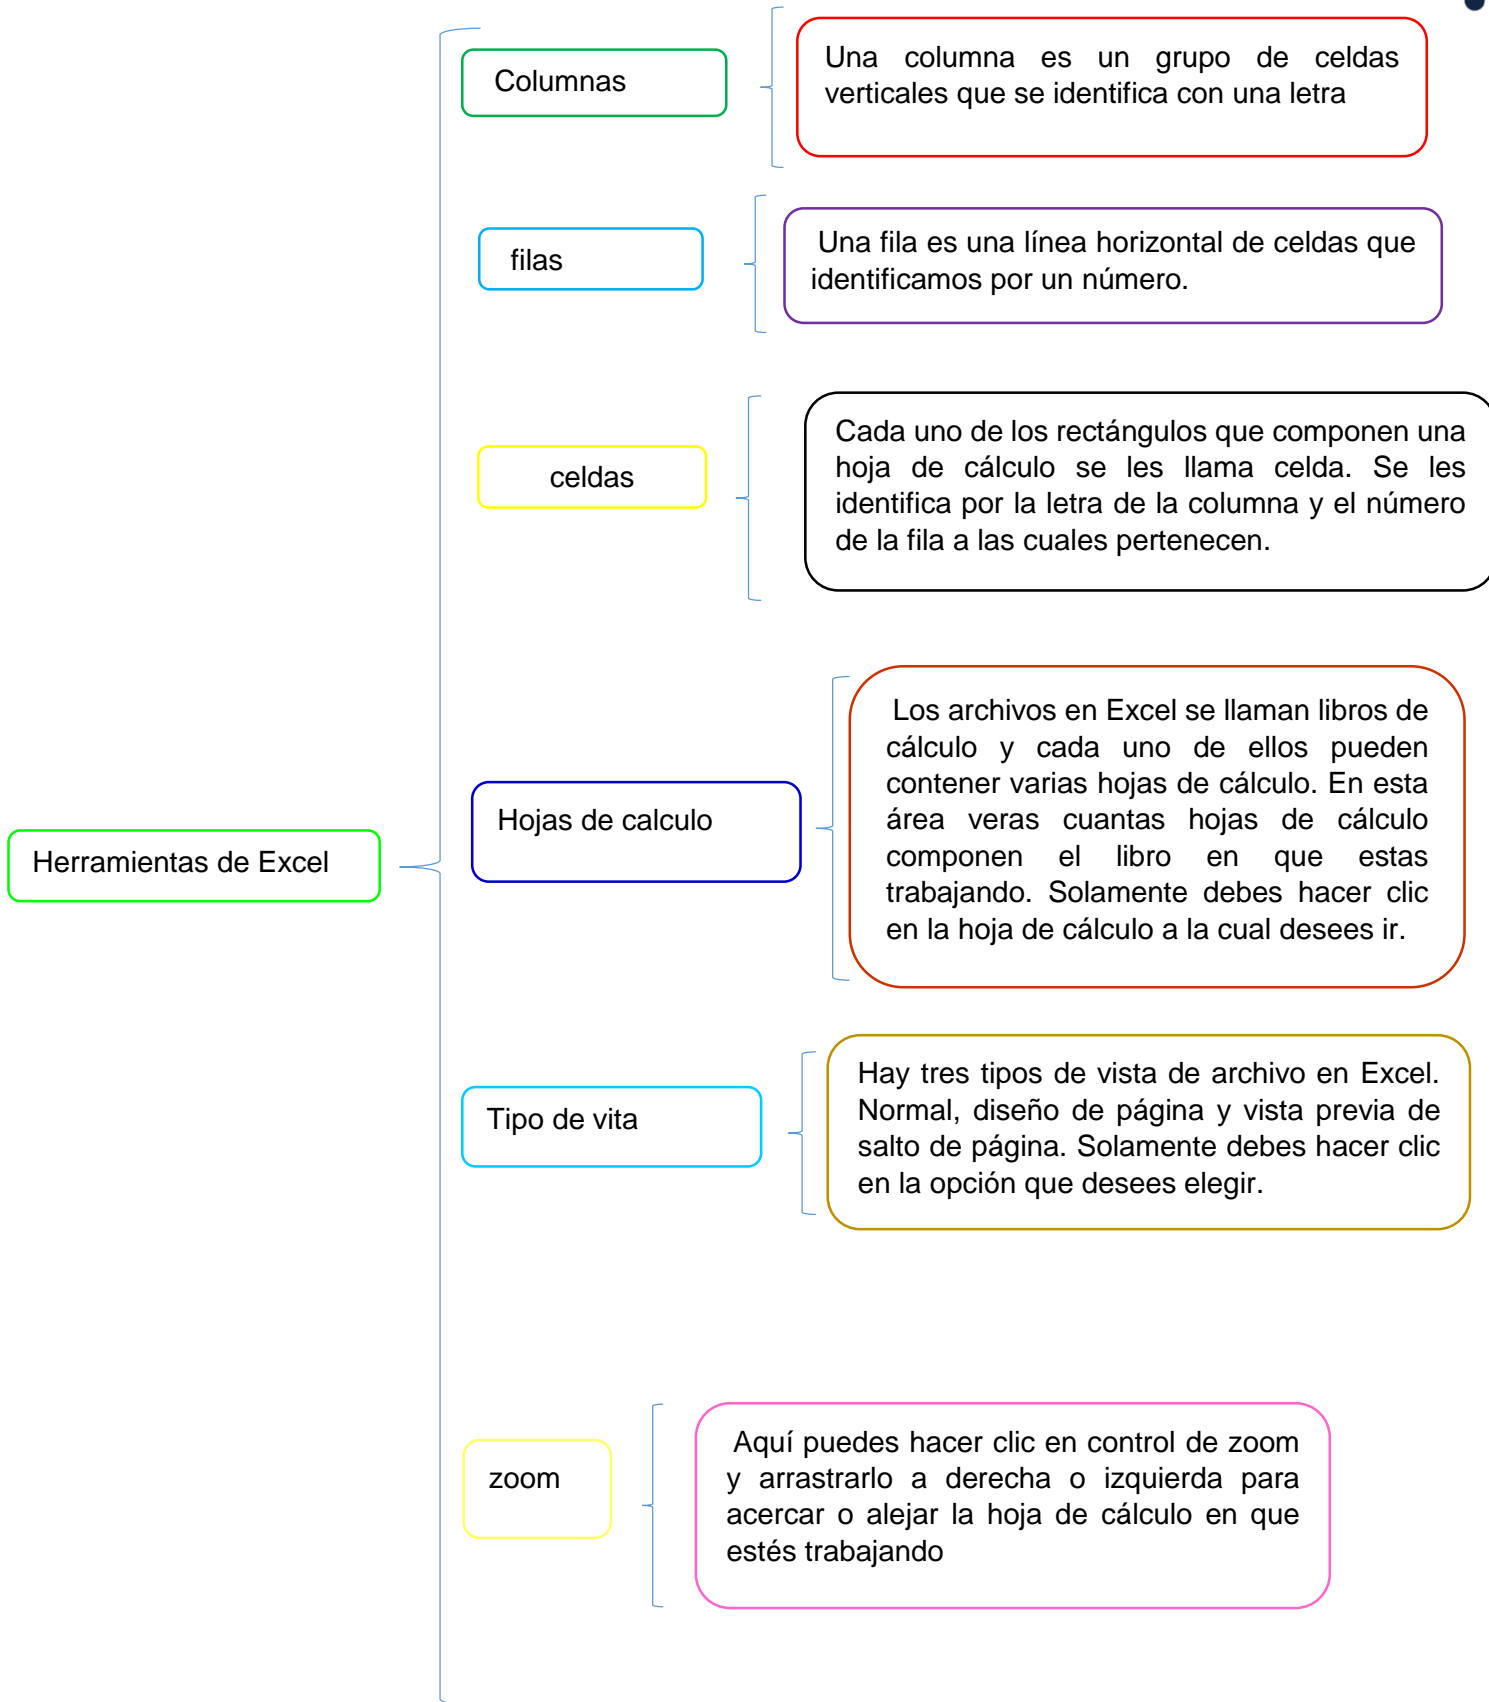 Columnas
Una columna es un grupo de celdas
verticales que se identifica con una letra
filas
Una fila es una línea horizontal de celdas que
identificamos por un número.
celdas
Cada uno de los rectángulos que componen una
hoja de cálculo se les llama celda. Se les
identifica por la letra de la columna y el número
de la fila a las cuales pertenecen.
Herramientas de Excel
Hojas de calculo
Los archivos en Excel se llaman libros de
cálculo y cada uno de ellos pueden
contener varias hojas de cálculo. En esta
área veras cuantas hojas de cálculo
componen el libro en que estas
trabajando. Solamente debes hacer clic
en la hoja de cálculo a la cual desees ir.
Tipo de vita
Hay tres tipos de vista de archivo en Excel.
Normal, diseño de página y vista previa de
salto de página. Solamente debes hacer clic
en la opción que desees elegir.
zoom
Aquí puedes hacer clic en control de zoom
y arrastrarlo a derecha o izquierda para
acercar o alejar la hoja de cálculo en que
estés trabajando